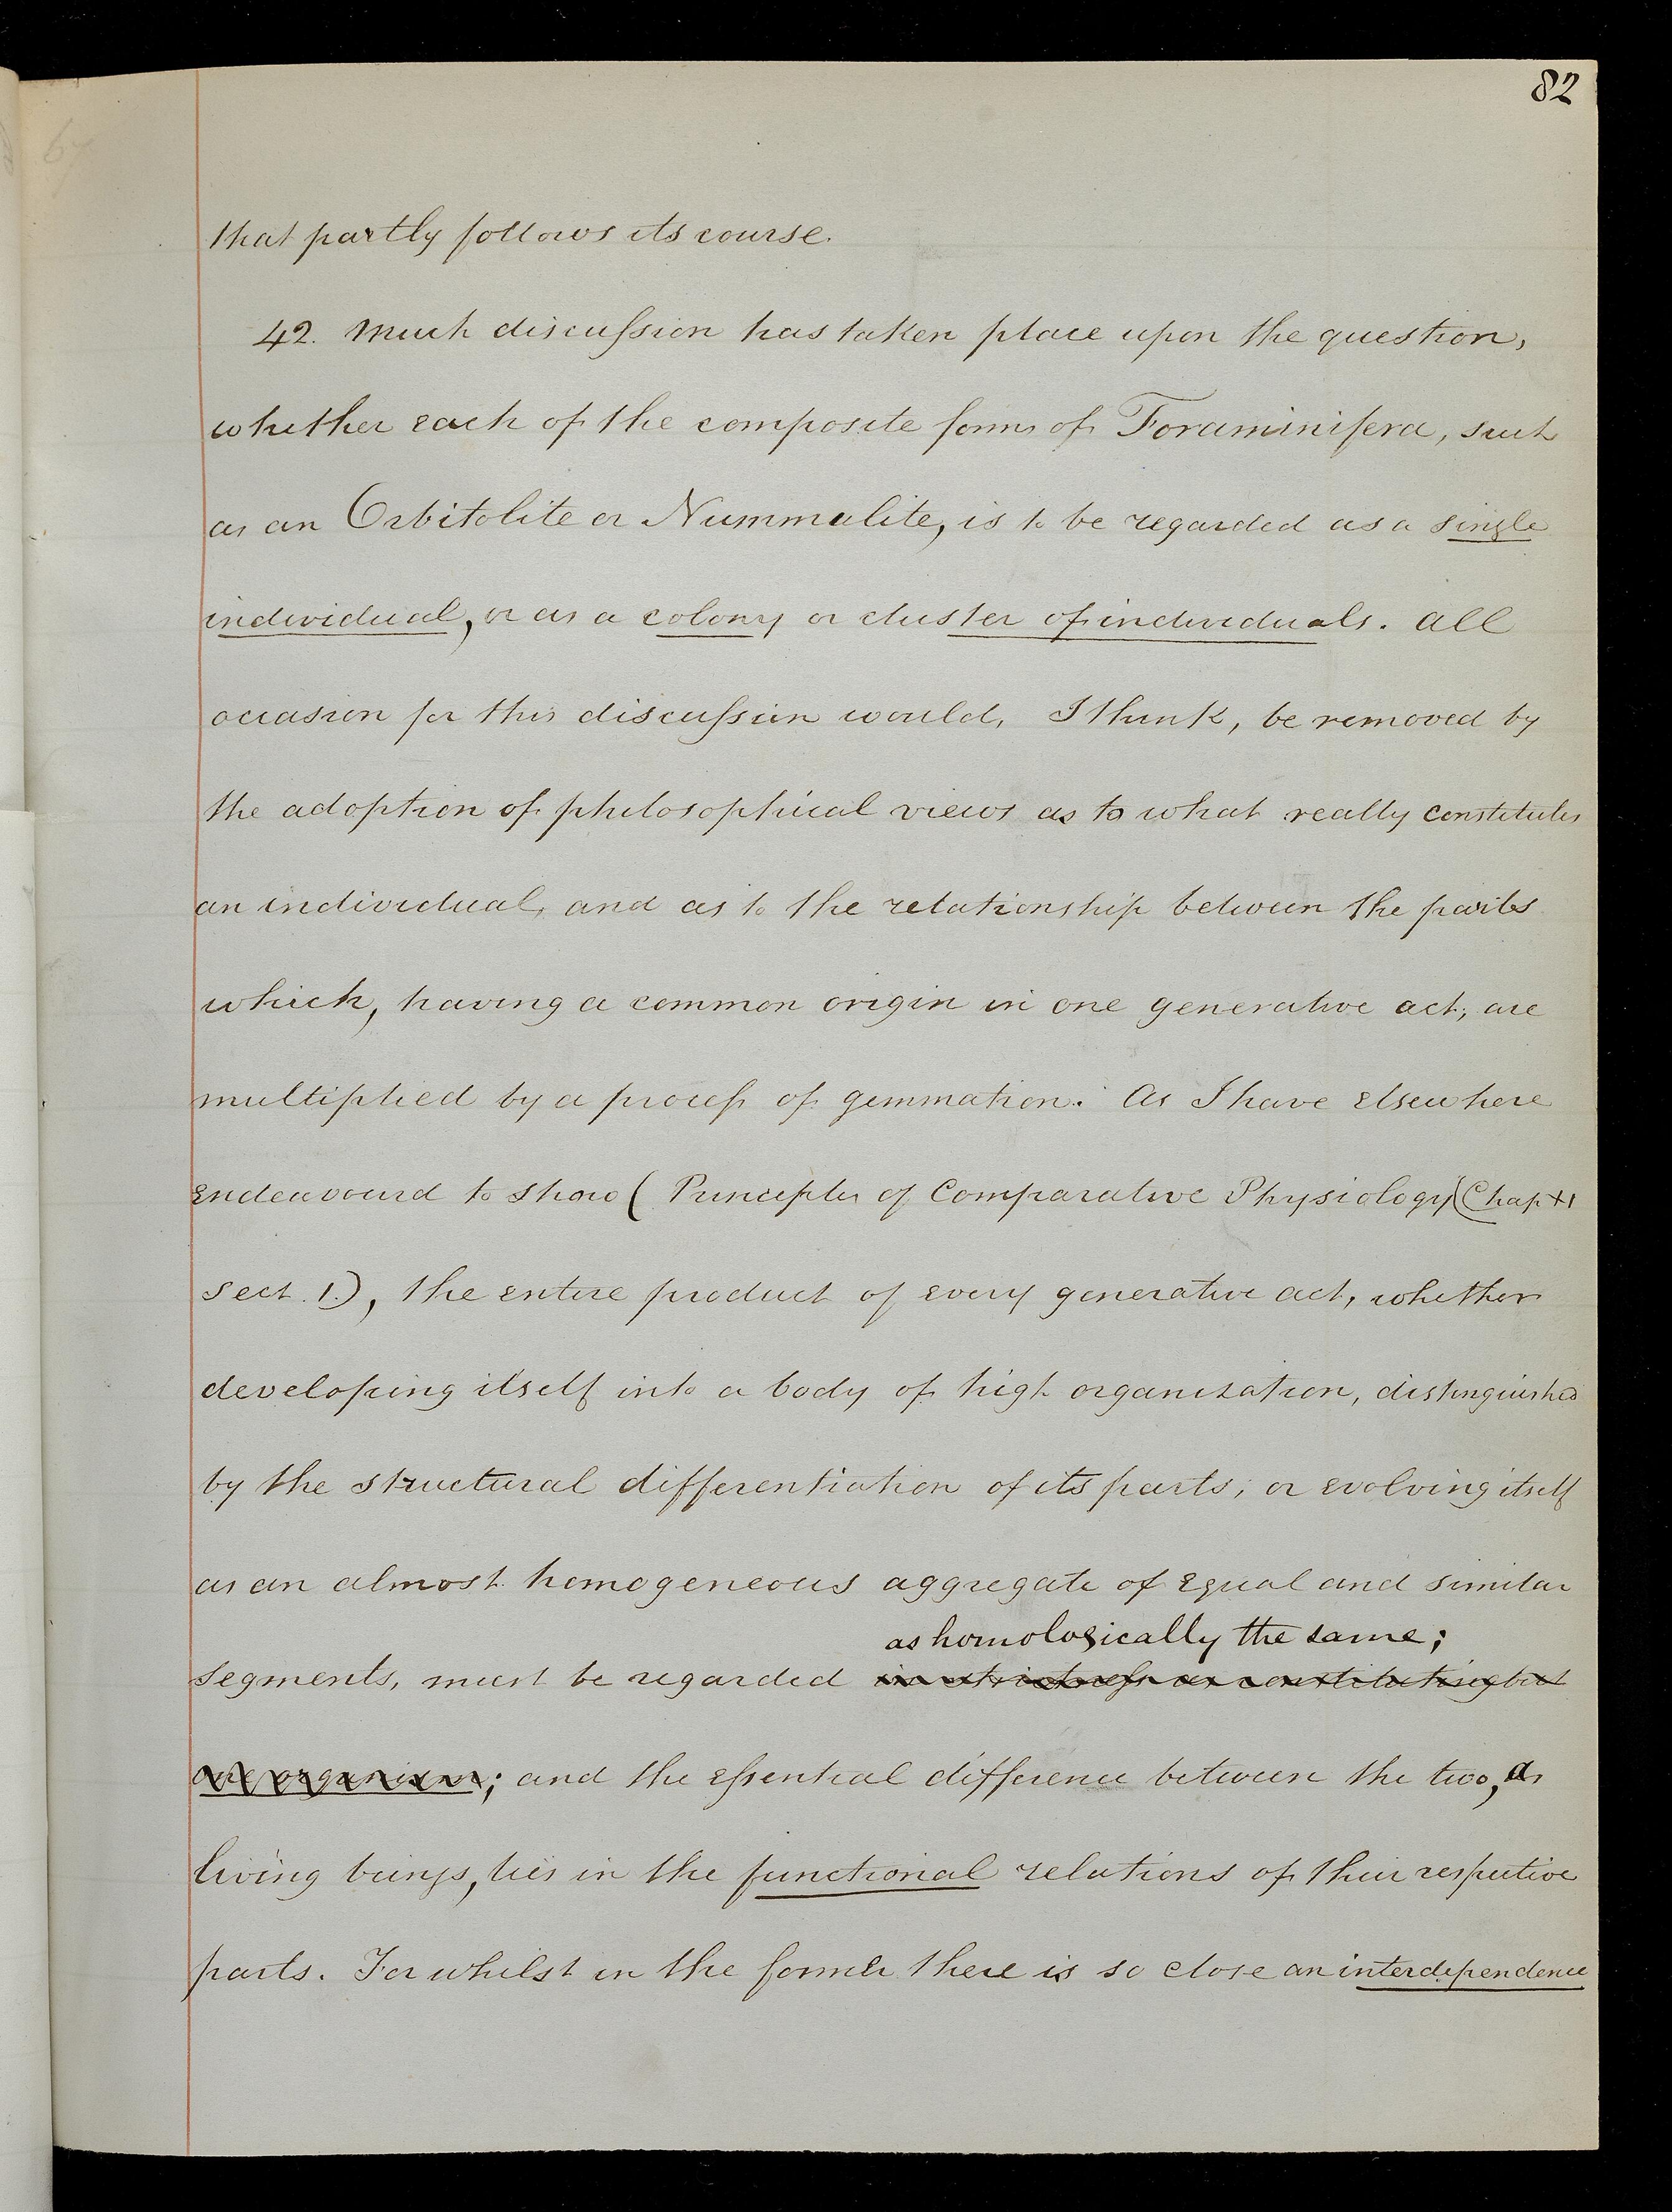 82
that partly follows its course.
42. Much discussion has taken place upon the question,
whether each of the composite forms of Foraminifera, such
as an Orbitolite or Nummulite, is to be regarded as a single
individual, or as a colony or cluster of individuals. All
occasion for this discussion would, I think, be removed by
the adoption of philosophical views as to what really constitutes
an individual, and as to the relationship between the parts
which, having a common origin in one generative act, are
multiplied by a process of gemmation. As I have elsewhere
endeavourd to show (Principles of Comparative Physiology (Chap XI
sect. 1.), the entire product of every generative act, whether
developing itself into a body of high organization, distinguished
by the structural differentiation of its parts; or evolving itself
as an almost homogeneous aggregate of equal and similar
as homologically the same;
segments, must be regarded in strictness as constituting but
one organism; and the essential difference between the two, as
living beings, lies in the functional relations of their respective
parts. For whilst in the former there is so close an interdependence